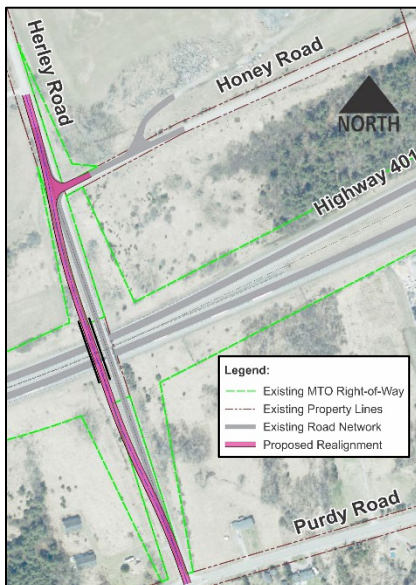 Herley Road
Honey Road
NORTH
Highway 401
Legend:
Existing MTO Right-of-Way
Existing Property Lines
Existing Road Network
Proposed Realignment
Purdy Road